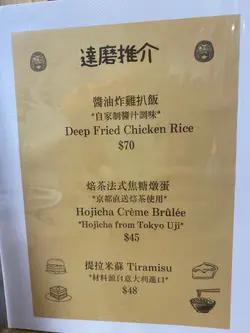 達磨推介
醬油炸雞扒飯
*自家制醬汁調味*
Deep Fried Chicken Rice
$70
焙茶法式焦糖燉蛋
*京都直送焙茶使用*
Hojicha Crème Brûlée
*Hojicha from Tokyo Uji*
$45
提拉米蘇 Tiramisu
*材料源自意大利進口*
$48